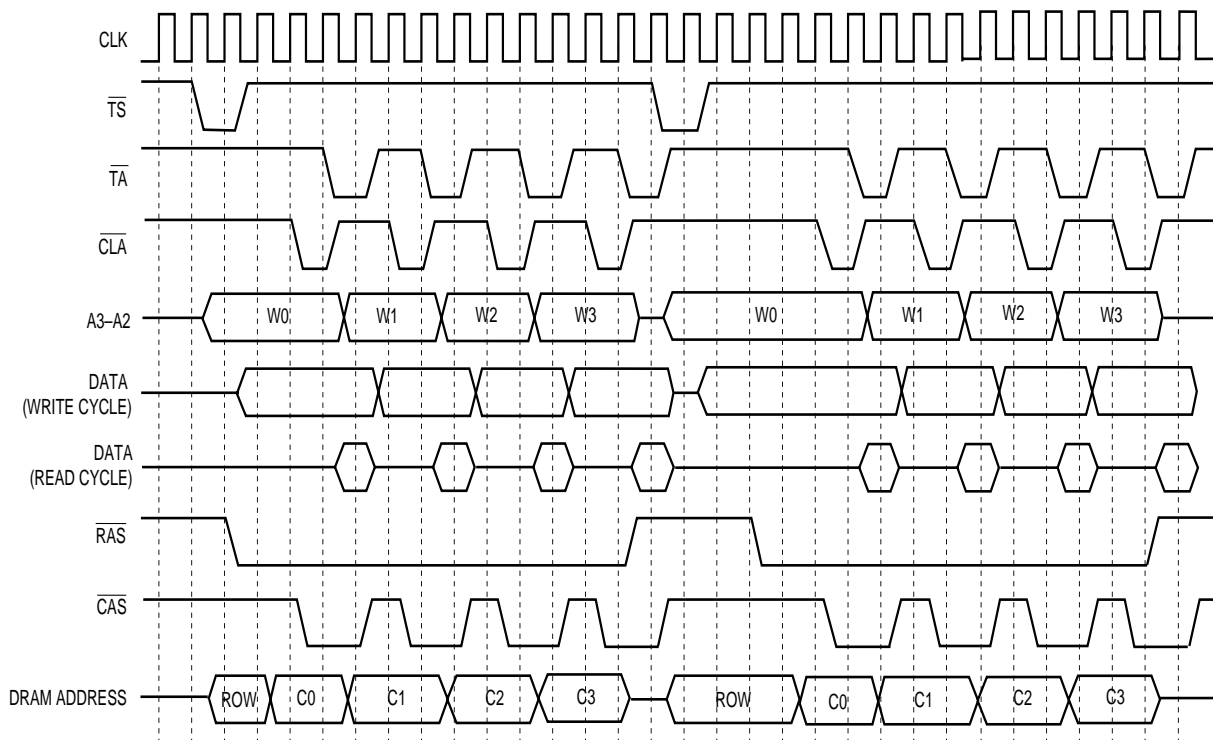 CLK
TS
TA
CLA
A3–A2 W0 W1 W2 W3 W0 W1 W2 W3
DATA
(WRITE CYCLE)
DATA
(READ CYCLE)
RAS
CAS
DRAM ADDRESS ROW C0 C1 C2 C3 ROW C0 C1 C2 C3